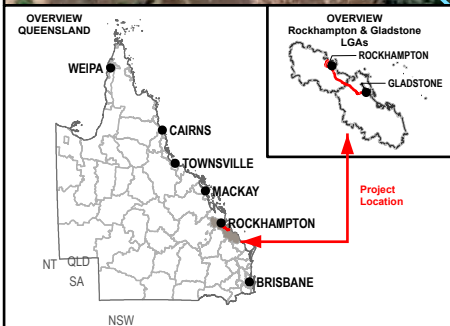 OVERVIEW
QUEENSLAND
WEIPA
CAIRNS
TOWNSVILLE
MACKAY
ROCKHAMPTON
BRISBANE
NT
QLD
SA
NSW
OVERVIEW
Rockhampton & Gladstone
LGAs
ROCKHAMPTON
GLADSTONE
Project
Location